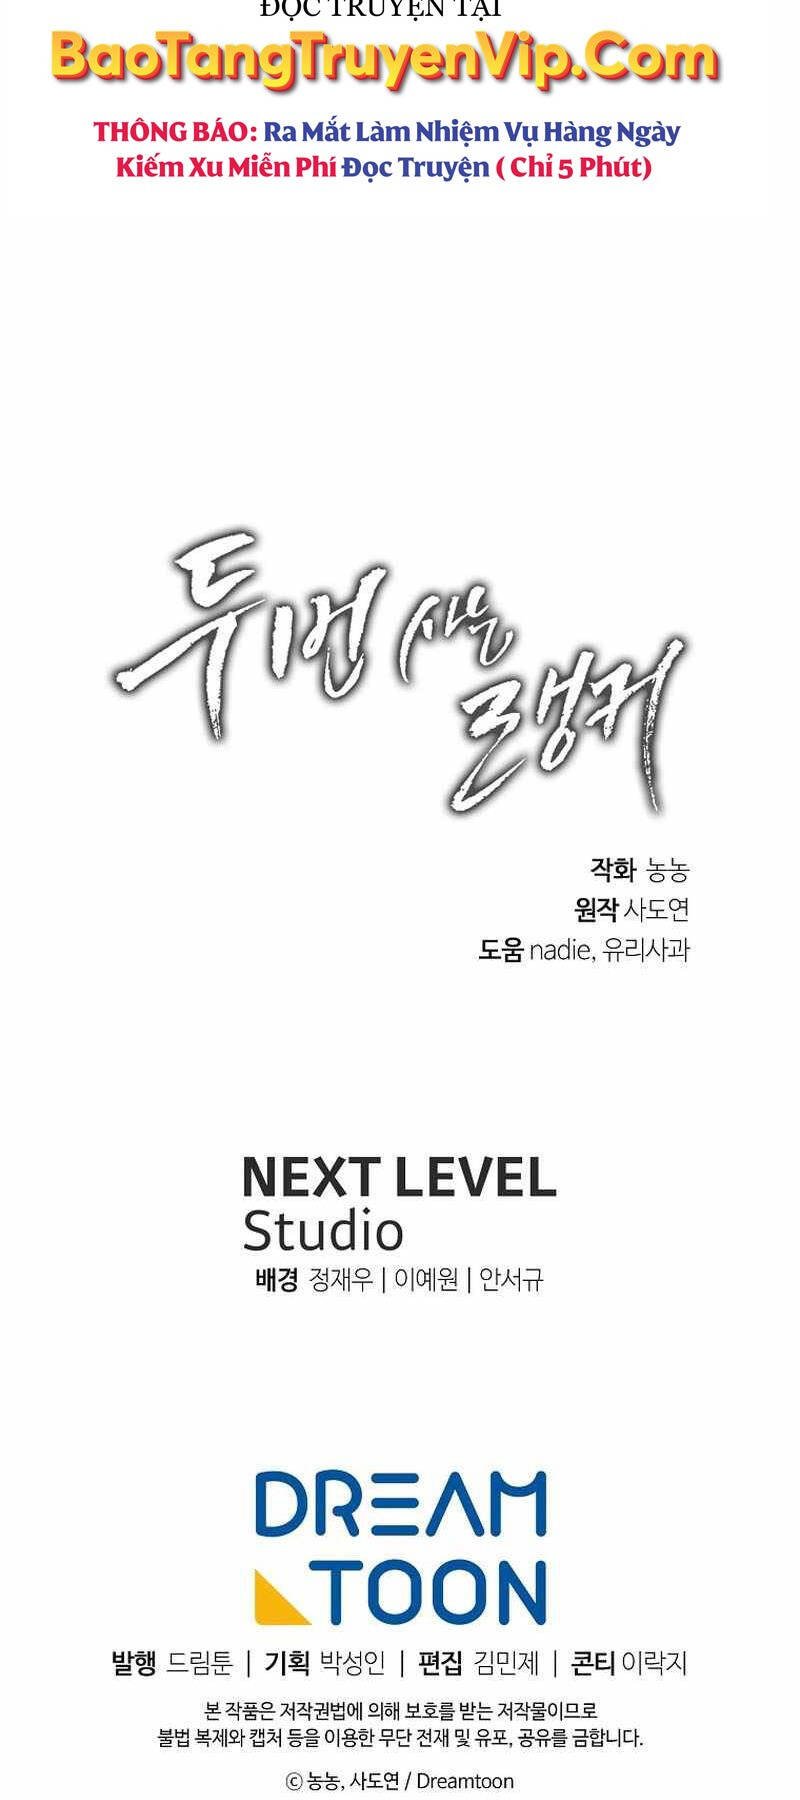 ĐỌC TRUYỆN TẠI
BaoTangTruyenVip.Com
THÔNG BÁO: Ra Mắt Làm Nhiệm Vụ Hàng Ngày
Kiếm Xu Miễn Phí Đọc Truyện ( Chỉ 5 Phút)
두번 사는
랭커
작화 농농
원작 사도연
도움 nadie, 유리사과
NEXT LEVEL
Studio
배경 정재우 | 이예원 | 안서규
DREAM
TOON
발행 드림툰 | 기획 박성인 | 편집 김민제 | 콘티 이락지
본 작품은 저작권법에 의해 보호를 받는 저작물이므로
불법 복제와 캡처 등을 이용한 무단 전재 및 유포, 공유를 금합니다.
ⓒ농농, 사도연 / Dreamtoon